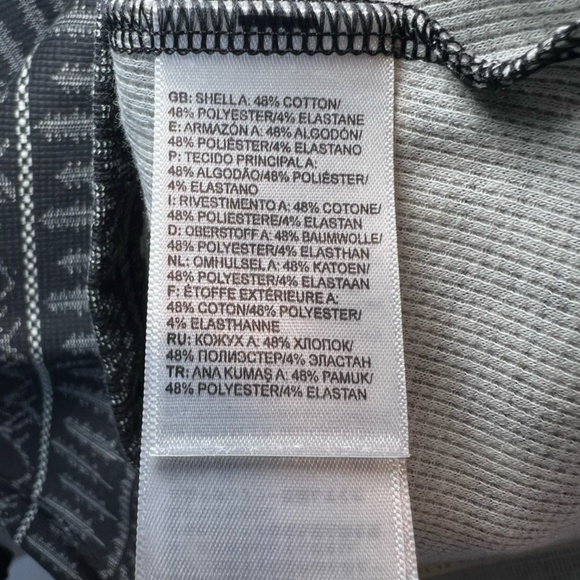 GB: SHELL A: 48% COTTON/
48% POLYESTER/4% ELASTANE
E: ARMAZÓN A: 48% ALGODÓN/
48% POLIÉSTER/4% ELASTANO
P: TECIDO PRINCIPAL A:
48% ALGODÃO/48% POLIÉSTER/
4% ELASTANO
I: RIVESTIMENTO A: 48% COTONE/
48% POLIESTERE/4% ELASTAN
D: OBERSTOFF A: 48% BAUMWOLLE/
48% POLYESTER/4% ELASTHAN
NL: OMHULSEL A: 48% KATOEN/
48% POLYESTER/4% ELASTAAN
F: ÉTOFFE EXTÉRIEURE A:
48% COTON/48% POLYESTER/
4% ELASTHANNE
RU: КОЖУХ A: 48% ХЛОПОК/
48% ПОЛИЭСТЕР/4% ЭЛАСТАН
TR: ANA KUMAŞ A: 48% PAMUK/
48% POLYESTER/4% ELASTAN